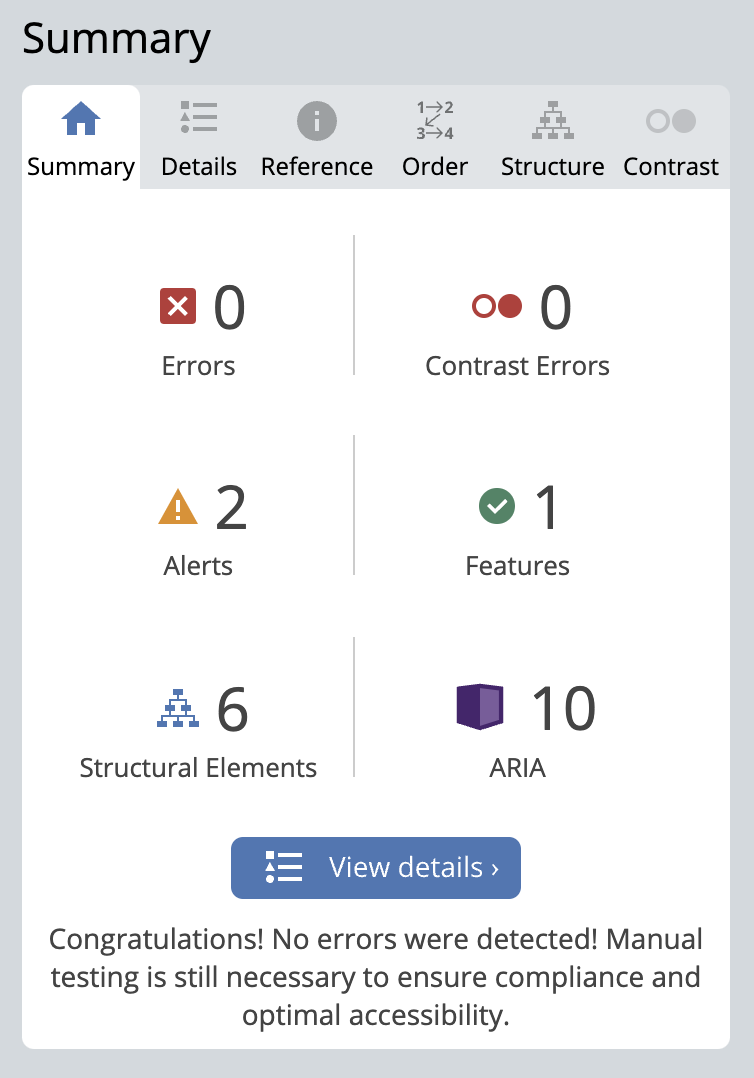 Summary
Summary
Details
Reference
1→2
3→4
Order
Structure
Contrast
0
Errors
0
Contrast Errors
2
Alerts
1
Features
6
Structural Elements
10
ARIA
View details ›
Congratulations! No errors were detected! Manual
testing is still necessary to ensure compliance and
optimal accessibility.